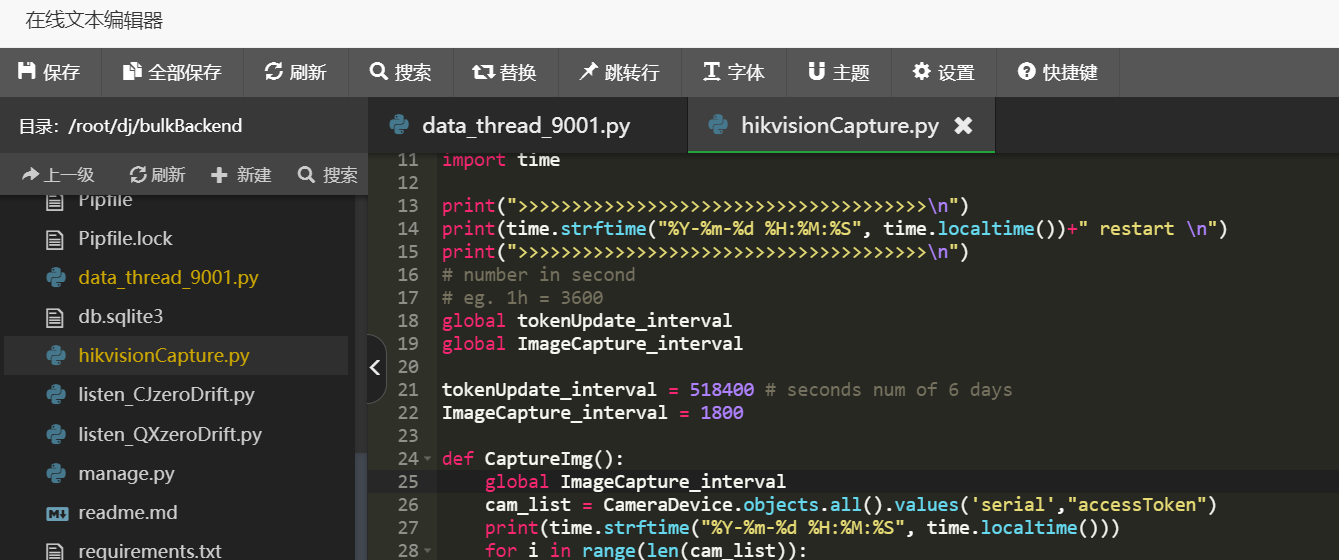 在线文本编辑器
保存 全部保存 刷新 搜索 替换 跳转行 字体 主题 设置 快捷键
目录：/root/dj/bulkBackend
上一级 刷新 新建 搜索
Pipfile
Pipfile.lock
data_thread_9001.py
db.sqlite3
hikvisionCapture.py
listen_CJzeroDrift.py
listen_QXzeroDrift.py
manage.py
readme.md
requirements.txt
data_thread_9001.py hikvisionCapture.py
11 import time
12
13 print(">>>>>>>>>>>>>>>>>>>>>>>>>>>>>>>>>>>>>>\n")
14 print(time.strftime("%Y-%m-%d %H:%M:%S", time.localtime())+" restart \n")
15 print(">>>>>>>>>>>>>>>>>>>>>>>>>>>>>>>>>>>>>>\n")
16 # number in second
17 # eg. 1h = 3600
18 global tokenUpdate_interval
19 global ImageCapture_interval
20
21 tokenUpdate_interval = 518400 # seconds num of 6 days
22 ImageCapture_interval = 1800
23
24 def CaptureImg():
25 global ImageCapture_interval
26 cam_list = CameraDevice.objects.all().values('serial',"accessToken")
27 print(time.strftime("%Y-%m-%d %H:%M:%S", time.localtime()))
28 for i in range(len(cam_list)):